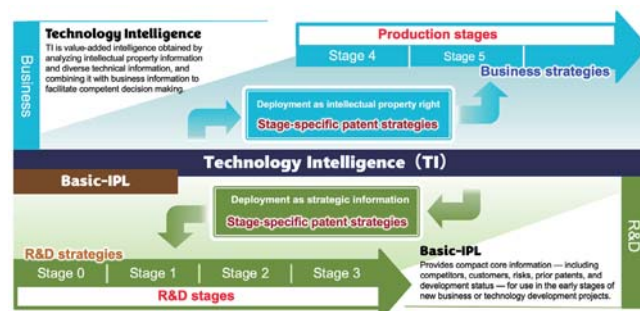 Technology Intelligence
TI is value-added intelligence obtained by
analyzing intellectual property information
and diverse technical information, and
combining it with business information to
facilitate competent decision making.
Business
Production stages
Stage 4
Stage 5
Business strategies
Deployment as intellectual property right
Stage-specific patent strategies
Technology Intelligence (TI)
Basic-IPL
Deployment as strategic information
Stage-specific patent strategies
R&D strategies
Stage 0
Stage 1
Stage 2
Stage 3
R&D stages
Basic-IPL
Provides compact core information — including
competitors, customers, risks, prior patents, and
development status — for use in the early stages of
new business or technology development projects.
R&D